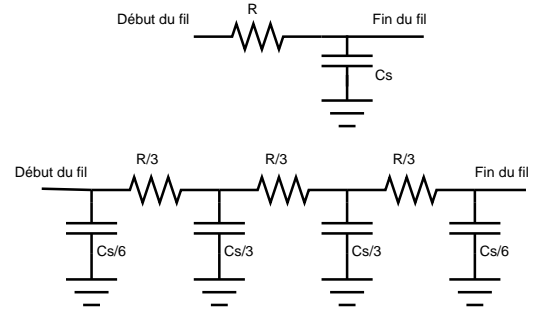 R
Début du fil
Fin du fil
Cs
R/3
R/3
R/3
Début du fil
Fin du fil
Cs/6
Cs/3
Cs/3
Cs/6